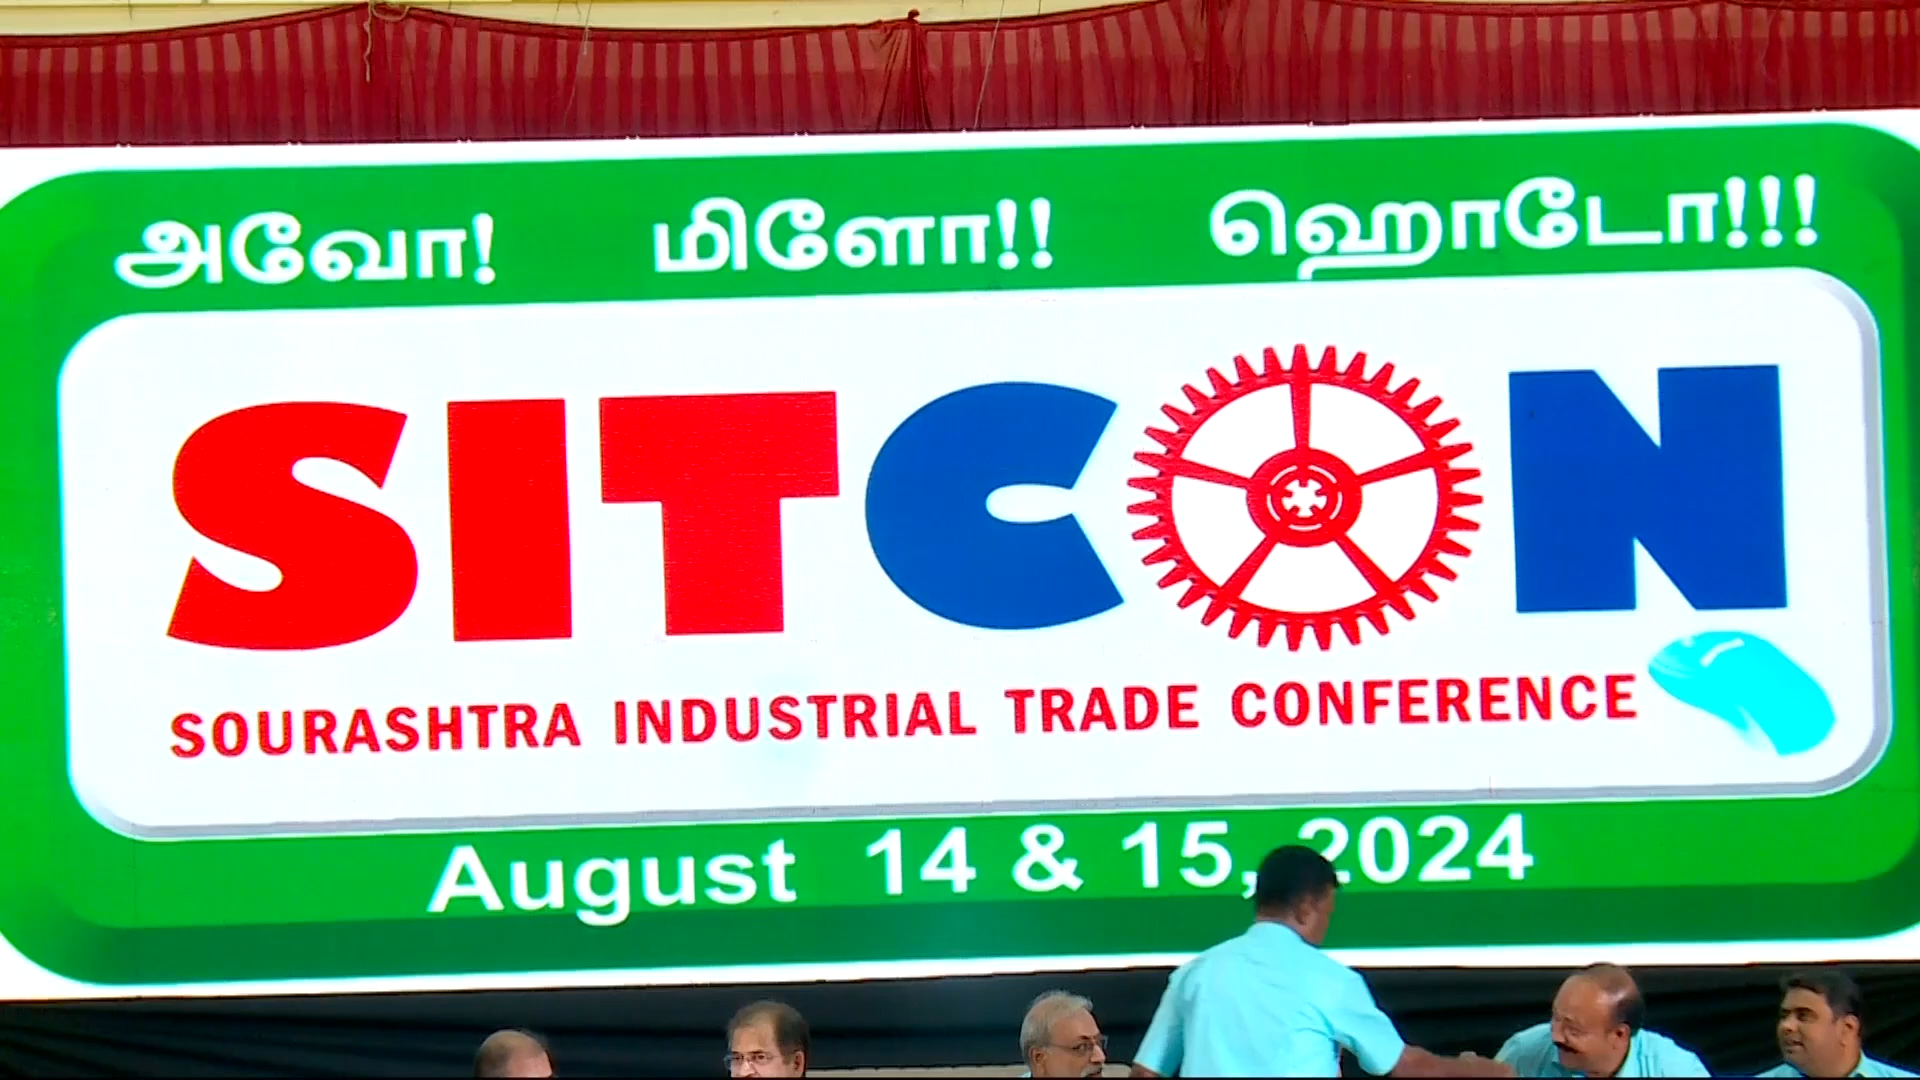 அவோ! மிளோ!! ஹொடோ!!!
SITCON
SOURASHTRA INDUSTRIAL TRADE CONFERENCE
August 14 & 15, 2024